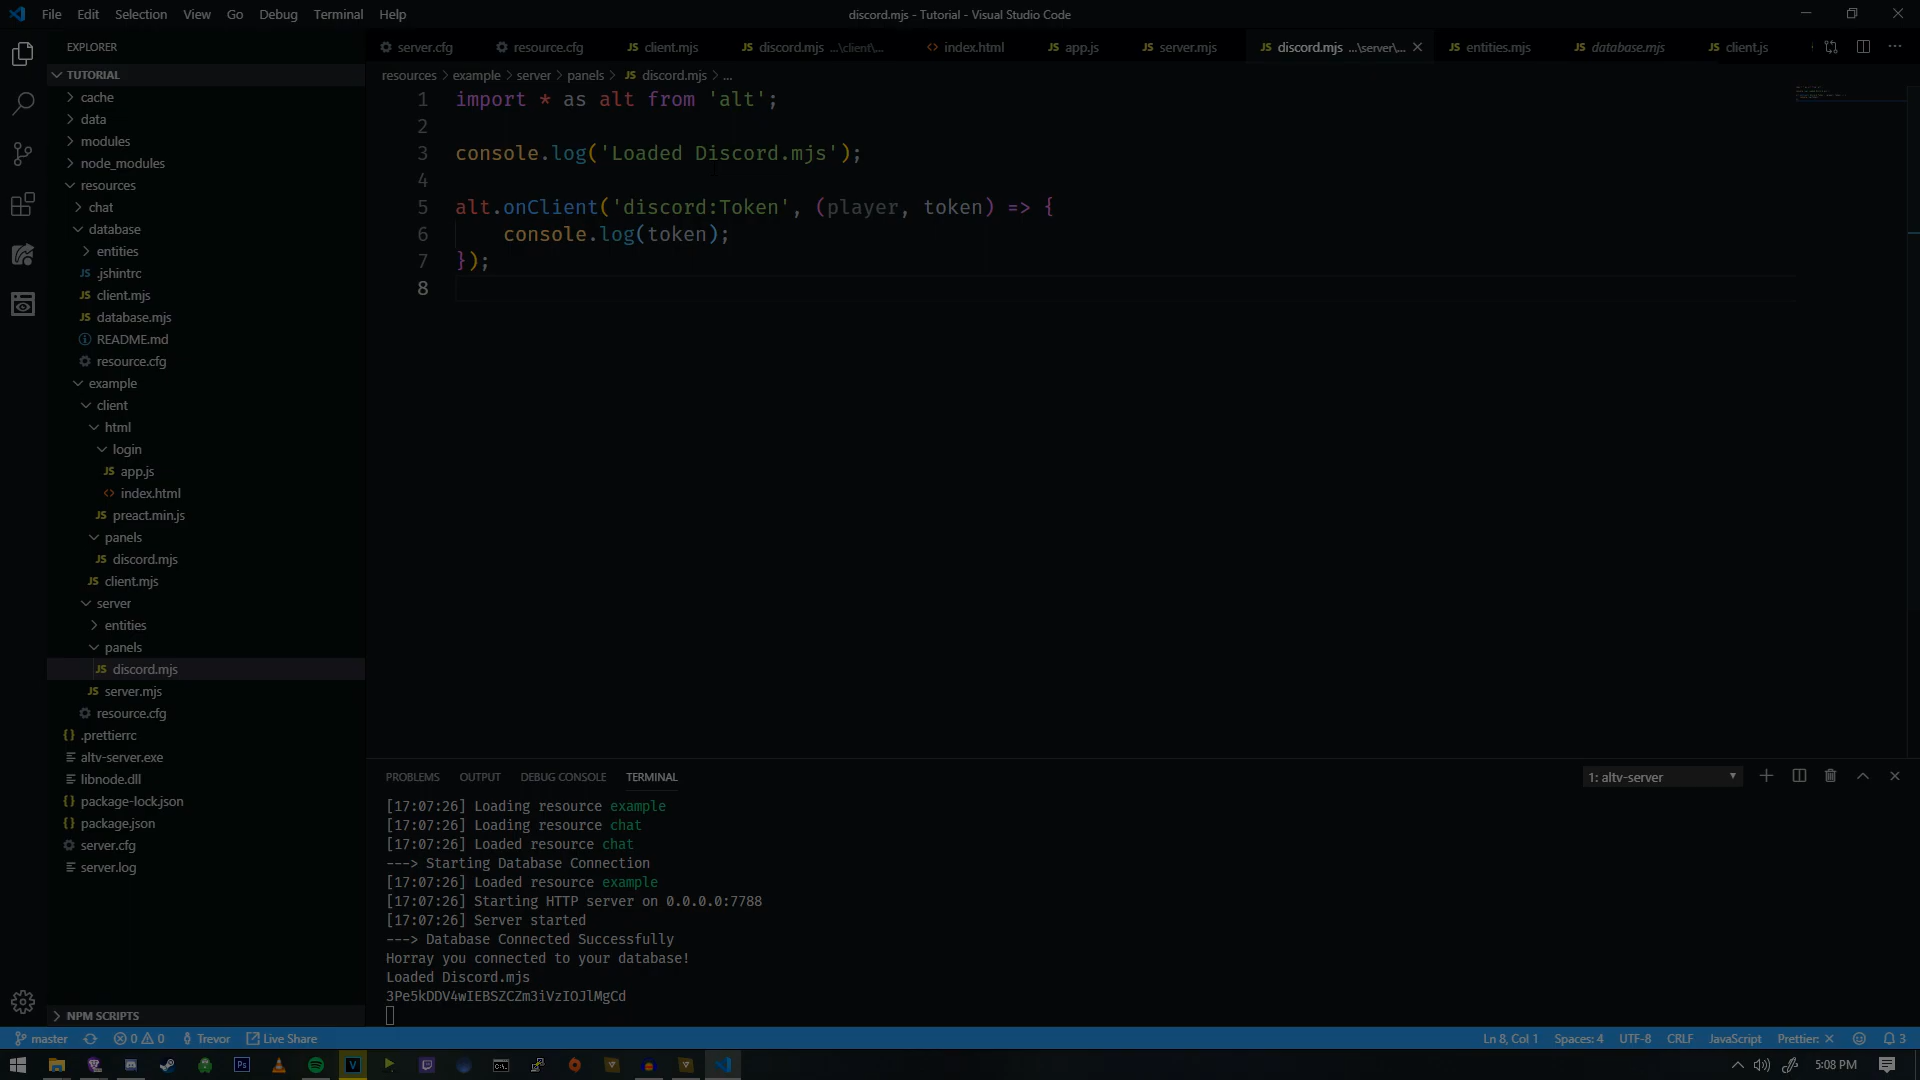 File Edit Selection View Go Debug Terminal Help
discord.mjs - Tutorial - Visual Studio Code
EXPLORER
TUTORIAL
cache
data
modules
node_modules
resources
chat
database
entities
.jshintrc
client.mjs
database.mjs
README.md
resource.cfg
example
client
html
login
app.js
index.html
preact.min.js
panels
discord.mjs
client.mjs
server
entities
panels
discord.mjs
server.mjs
resource.cfg
.prettierrc
altv-server.exe
libnode.dll
package-lock.json
package.json
server.cfg
server.log
NPM SCRIPTS
server.cfg resource.cfg client.mjs discord.mjs ...\client\... index.html app.js server.mjs discord.mjs ...\server\... entities.mjs database.mjs client.js
resources > example > server > panels > JS discord.mjs > ...
1 import * as alt from 'alt';
2
3 console.log('Loaded Discord.mjs');
4
5 alt.onClient('discord:Token', (player, token) => {
6 console.log(token);
7 });
8
PROBLEMS OUTPUT DEBUG CONSOLE TERMINAL
1: altv-server
[17:07:26] Loading resource example
[17:07:26] Loading resource chat
[17:07:26] Loaded resource chat
---> Starting Database Connection
[17:07:26] Loaded resource example
[17:07:26] Starting HTTP server on 0.0.0.0:7788
[17:07:26] Server started
---> Database Connected Successfully
Horray you connected to your database!
Loaded Discord.mjs
3Pe5kDDV4wIEBSZCZm3iVzIOJlMgCd
master 0 0 Trevor Live Share
Ln 8, Col 1 Spaces: 4 UTF-8 CRLF JavaScript Prettier: 3
5:08 PM